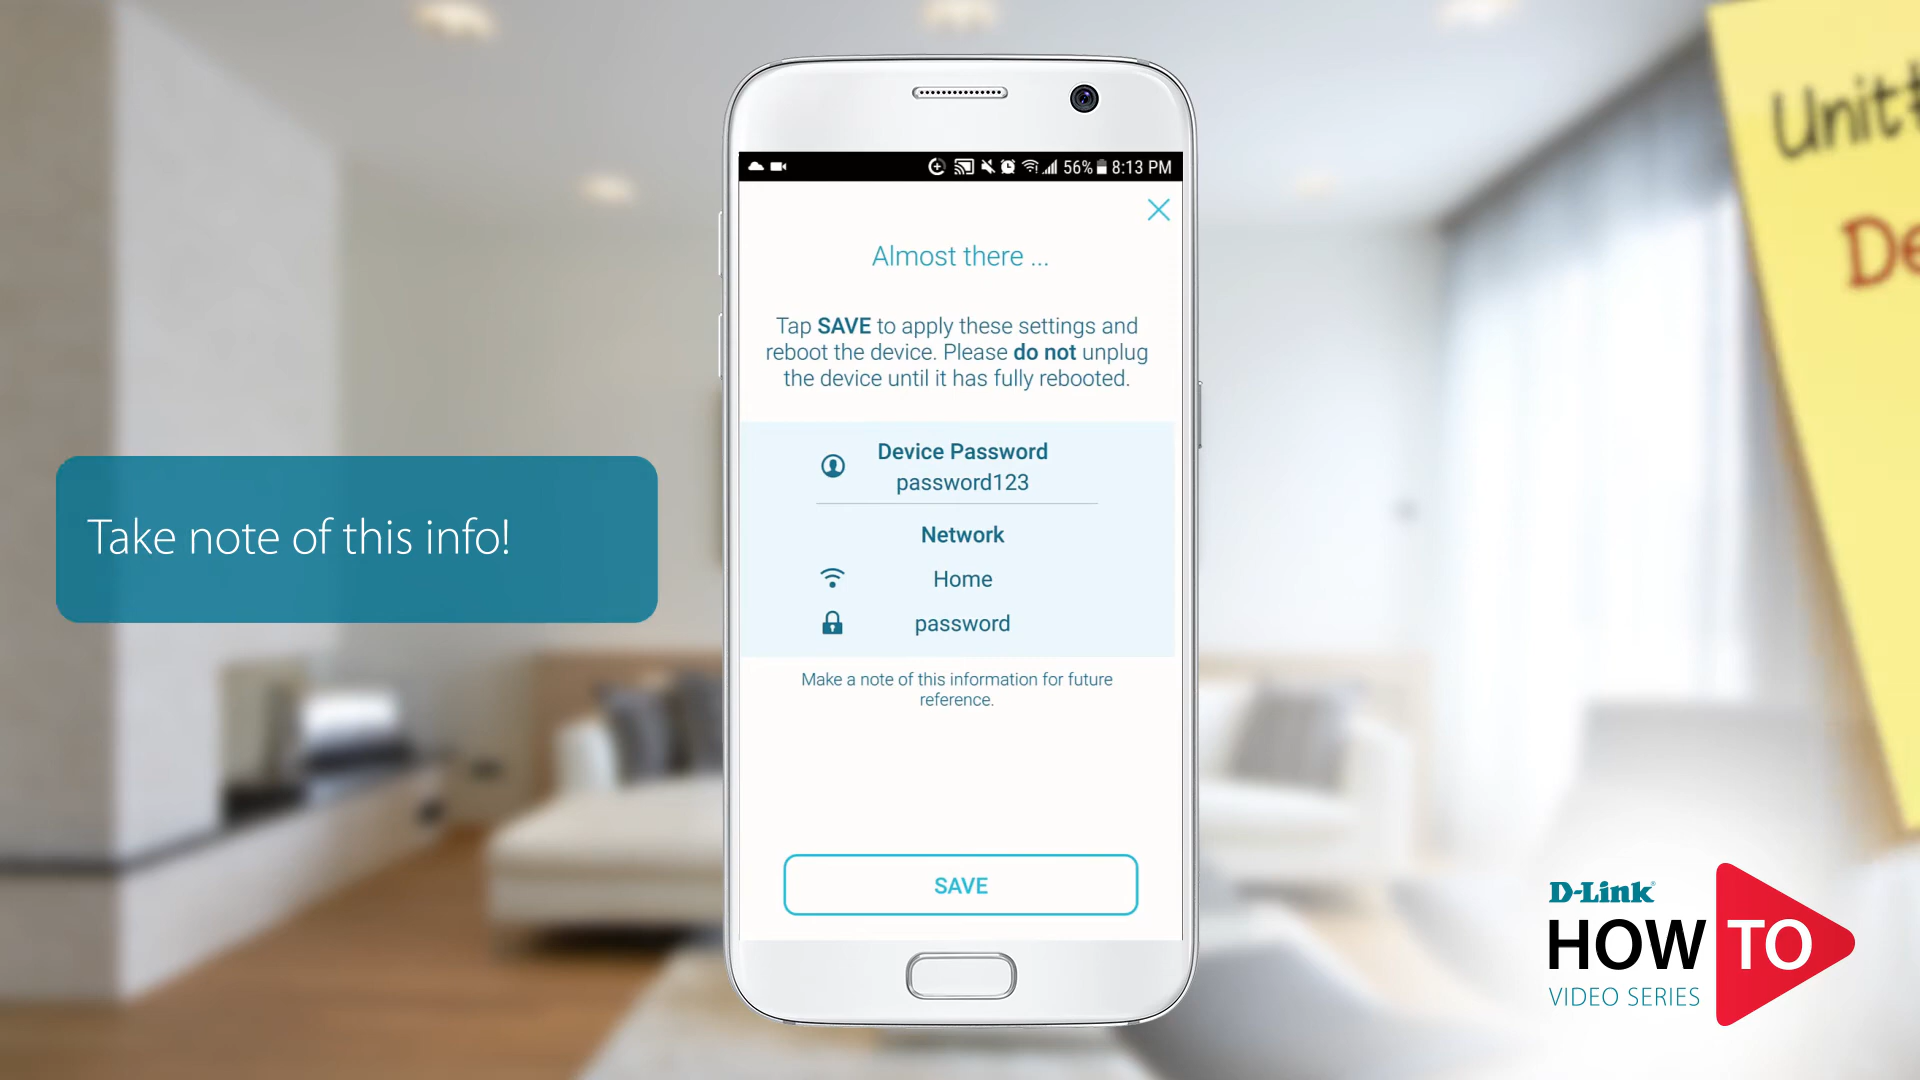 Unit#
De
56% 8:13 PM
Almost there ...
Tap SAVE to apply these settings and
reboot the device. Please do not unplug
the device until it has fully rebooted.
Device Password
password123
Network
Home
password
Make a note of this information for future
reference.
SAVE
Take note of this info!
D-Link
HOW TO
VIDEO SERIES